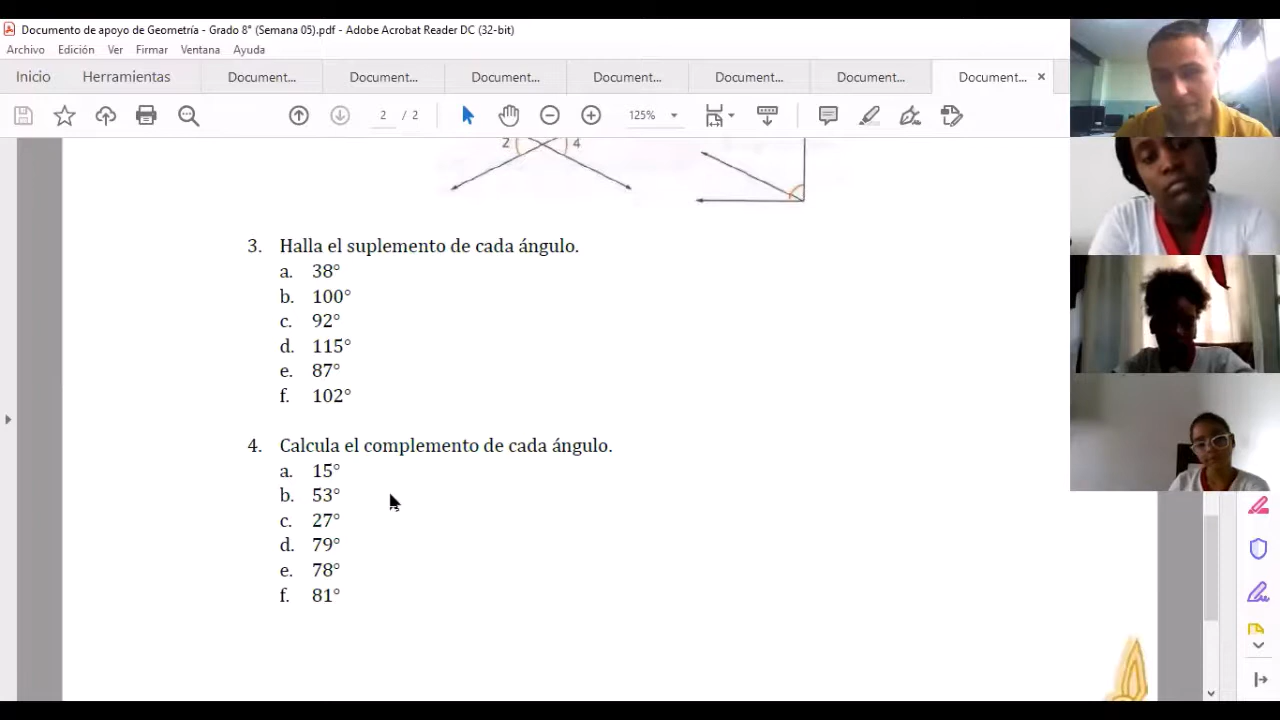 Documento de apoyo de Geometría - Grado 8° (Semana 05).pdf - Adobe Acrobat Reader DC (32-bit)
Archivo Edición Ver Firmar Ventana Ayuda
Inicio Herramientas Document... Document... Document... Document... Document... Document... Document... ×
2 / 2 125%
2 4
3. Halla el suplemento de cada ángulo.
a. 38°
b. 100°
c. 92°
d. 115°
e. 87°
f. 102°
4. Calcula el complemento de cada ángulo.
a. 15°
b. 53°
c. 27°
d. 79°
e. 78°
f. 81°